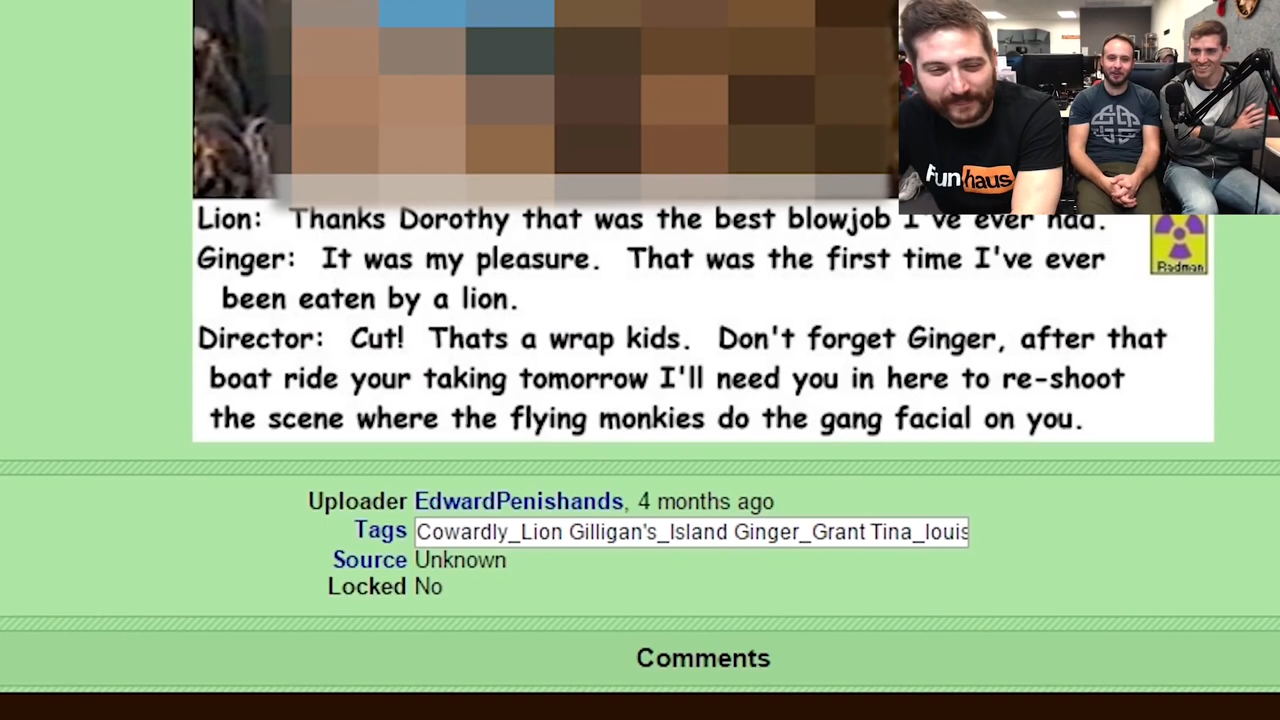 Fun haus
Lion: Thanks Dorothy that was the best blowjob I've ever had.
Radman
Ginger: It was my pleasure. That was the first time I've ever
been eaten by a lion.
Director: Cut! Thats a wrap kids. Don't forget Ginger, after that
boat ride your taking tomorrow I'll need you in here to re-shoot
the scene where the flying monkies do the gang facial on you.
Uploader EdwardPenishands, 4 months ago
Tags Cowardly_Lion Gilligan's_Island Ginger_Grant Tina_louis
Source Unknown
Locked No
Comments